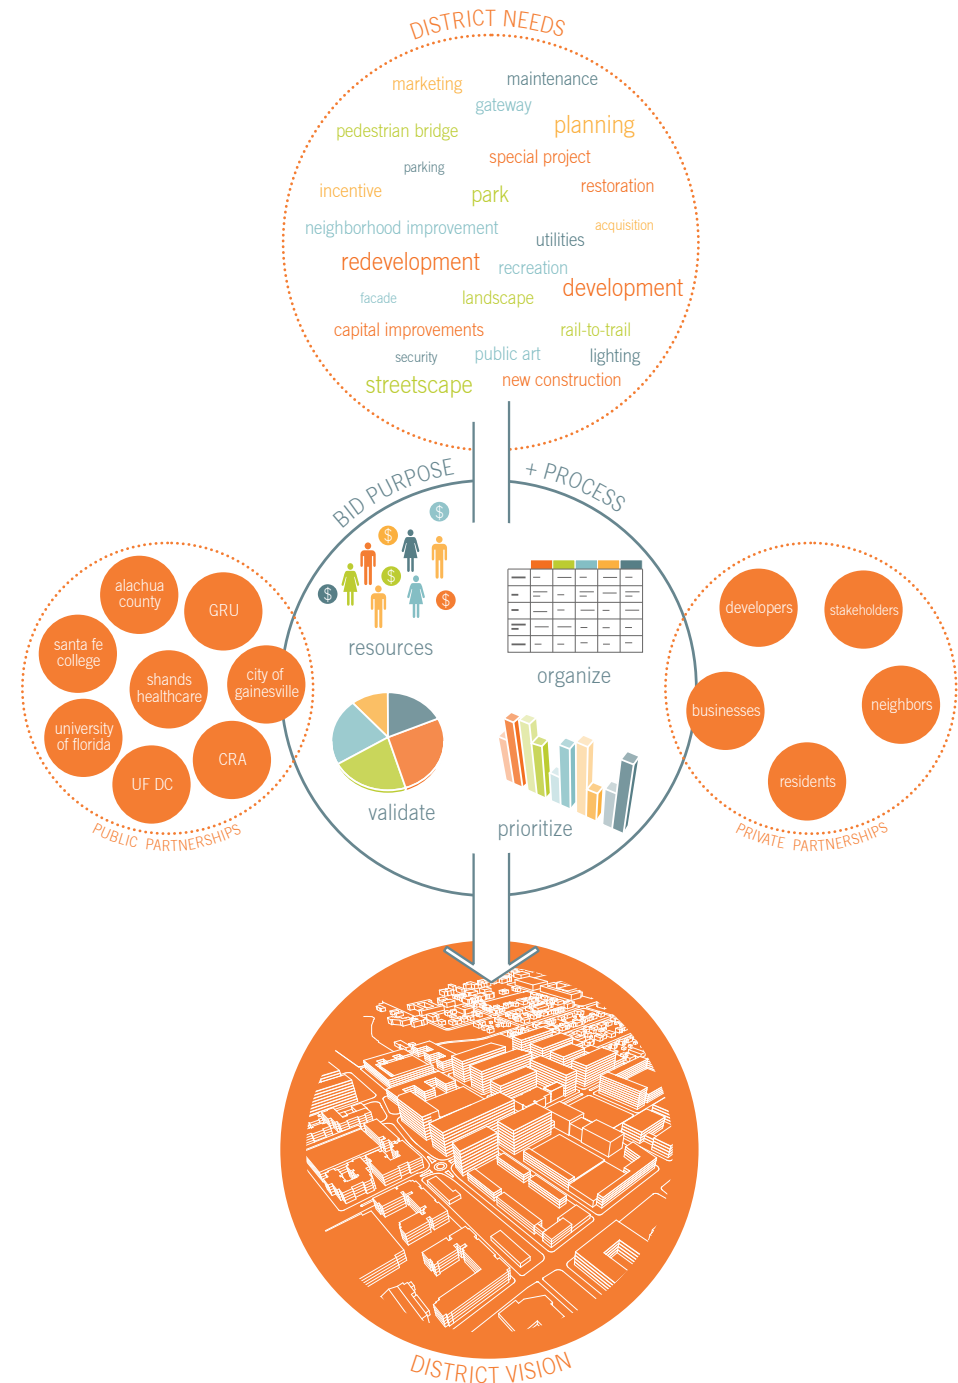 DISTRICT NEEDS
marketing
maintenance
gateway
planning
pedestrian bridge
special project
parking
restoration
incentive
park
acquisition
neighborhood improvement
utilities
redevelopment
recreation
development
facade
landscape
capital improvements
rail-to-trail
security
public art
lighting
streetscape
new construction
BID PURPOSE
+ PROCESS
$
$
$
$
$
resources
organize
validate
prioritize
alachua
county
GRU
santa fe
college
shands
healthcare
city of
gainesville
university
of florida
UF DC
CRA
PUBLIC PARTNERSHIPS
developers
stakeholders
businesses
neighbors
residents
PRIVATE PARTNERSHIPS
DISTRICT VISION